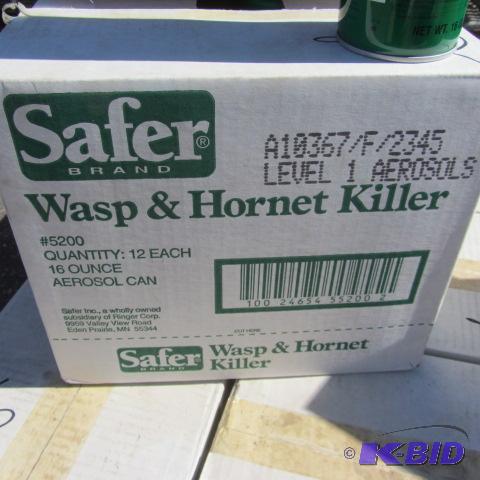 NET WT. 16
Safer®
BRAND
A10367/F/2345
LEVEL 1 AEROSOLS
Wasp & Hornet Killer
#5200
QUANTITY: 12 EACH
16 OUNCE
AEROSOL CAN
100 24654 55200 2
Safer Inc., a wholly owned
subsidiary of Ringer Corp.
9959 Valley View Road
Eden Prairie, MN 55344
CUT HERE
Safer
BRAND
Wasp & Hornet
Killer
© K-BID